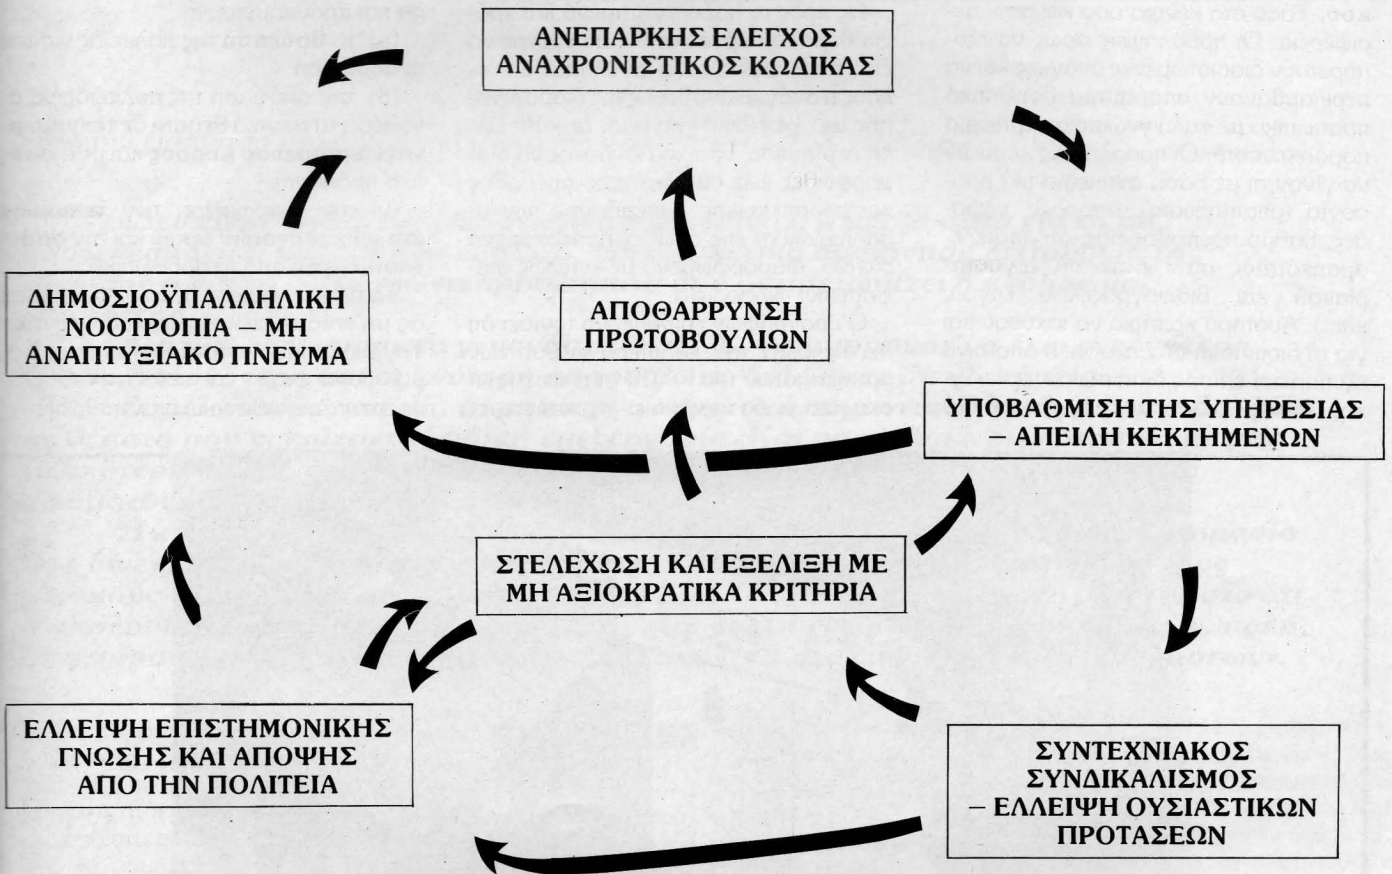 ΑΝΕΠΑΡΚΗΣ ΕΛΕΓΧΟΣ
ΑΝΑΧΡΟΝΙΣΤΙΚΟΣ ΚΩΔΙΚΑΣ
ΔΗΜΟΣΙΟΫΠΑΛΛΗΛΙΚΗ
ΝΟΟΤΡΟΠΙΑ – ΜΗ
ΑΝΑΠΤΥΞΙΑΚΟ ΠΝΕΥΜΑ
ΑΠΟΘΑΡΡΥΝΣΗ
ΠΡΩΤΟΒΟΥΛΙΩΝ
ΥΠΟΒΑΘΜΙΣΗ ΤΗΣ ΥΠΗΡΕΣΙΑΣ
ΑΠΕΙΛΗ ΚΕΚΤΗΜΕΝΩΝ
ΣΤΕΛΕΧΩΣΗ ΚΑΙ ΕΞΕΛΙΞΗ ΜΕ
ΜΗ ΑΞΙΟΚΡΑΤΙΚΑ ΚΡΙΤΗΡΙΑ
ΕΛΛΕΙΨΗ ΕΠΙΣΤΗΜΟΝΙΚΗΣ
ΓΝΩΣΗΣ ΚΑΙ ΑΠΟΨΗΣ
ΑΠΟ ΤΗΝ ΠΟΛΙΤΕΙΑ
ΣΥΝΤΕΧΝΙΑΚΟΣ
ΣΥΝΔΙΚΑΛΙΣΜΟΣ
– ΕΛΛΕΙΨΗ ΟΥΣΙΑΣΤΙΚΩΝ
ΠΡΟΤΑΣΕΩΝ